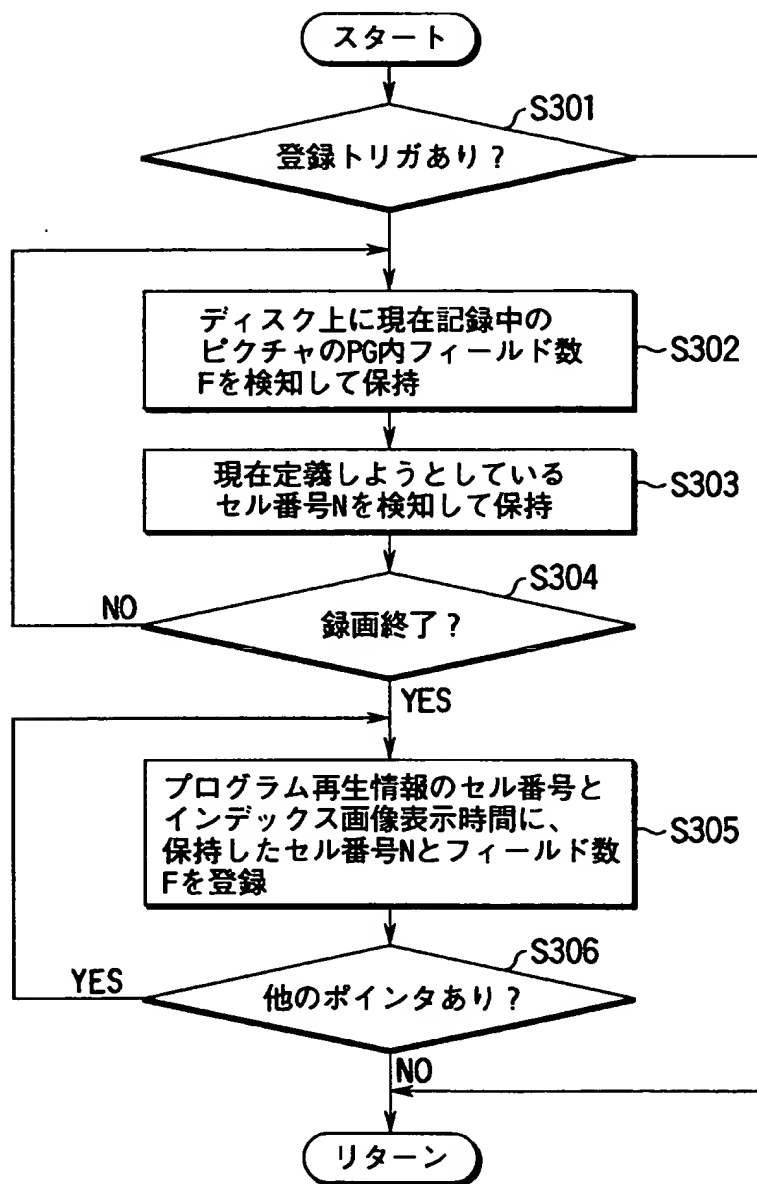 スタート
S301
登録トリガあり?
ディスク上に現在記録中の
ピクチャのPG内フィールド数
Fを検知して保持
S302
現在定義しようとしている
セル番号Nを検知して保持
S303
S304
NO
録画終了?
YES
プログラム再生情報のセル番号と
インデックス画像表示時間に、
保持したセル番号Nとフィールド数
Fを登録
S305
S306
YES
他のポインタあり?
NO
リターン